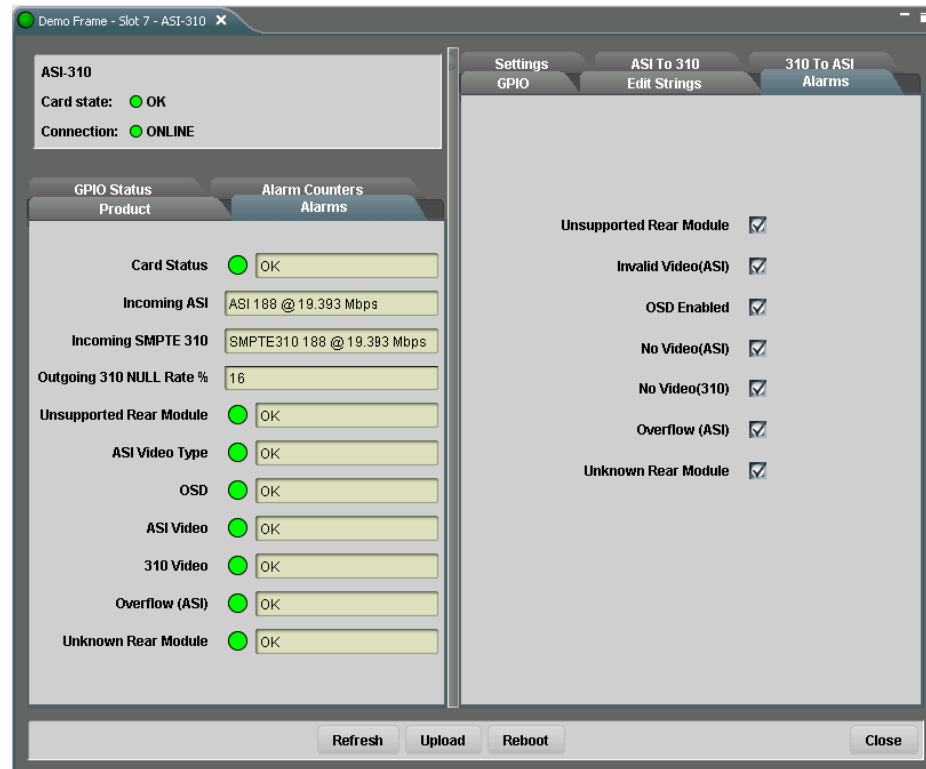 Demo Frame - Slot 7 - ASI-310
ASI-310
Card state: OK
Connection: ONLINE
GPIO Status Alarm Counters
Product Alarms
Card Status OK
Incoming ASI ASI 188 @ 19.393 Mbps
Incoming SMPTE 310 SMPTE310 188 @ 19.393 Mbps
Outgoing 310 NULL Rate % 16
Unsupported Rear Module OK
ASI Video Type OK
OSD OK
ASI Video OK
310 Video OK
Overflow (ASI) OK
Unknown Rear Module OK
Settings ASI To 310 310 To ASI
GPIO Edit Strings Alarms
Unsupported Rear Module
Invalid Video(ASI)
OSD Enabled
No Video(ASI)
No Video(310)
Overflow (ASI)
Unknown Rear Module
Refresh Upload Reboot Close